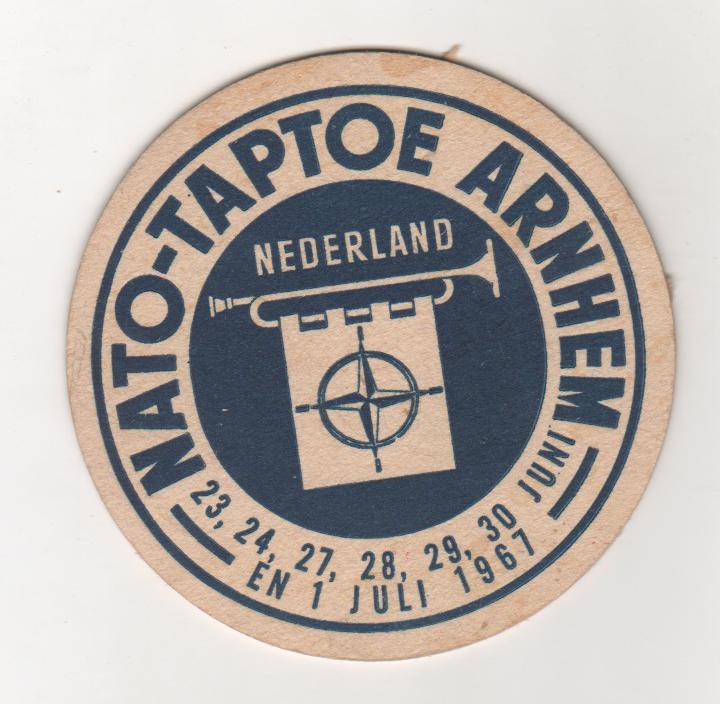 NATO-TAPTOE ARNHEM
NEDERLAND
23, 24, 27, 28, 29, 30 JUNI
EN 1 JULI 1967